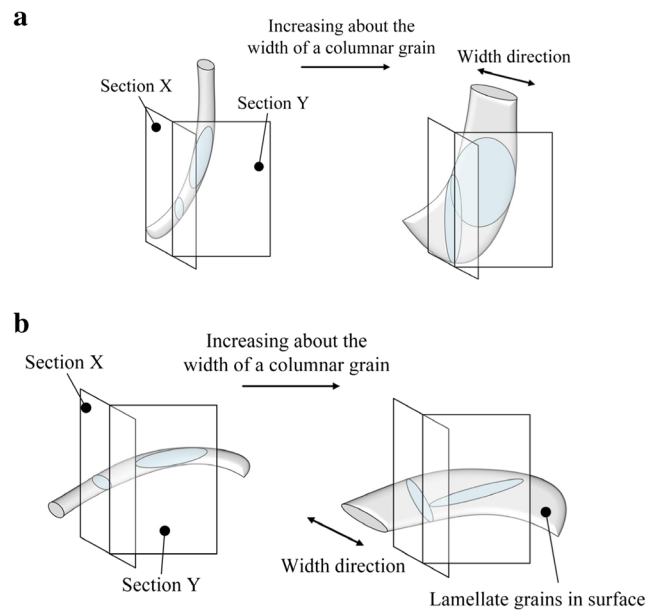 a
Increasing about the
width of a columnar grain
Width direction
Section X
Section Y
b
Increasing about the
width of a columnar grain
Section X
Width direction
Section Y
Lamellate grains in surface